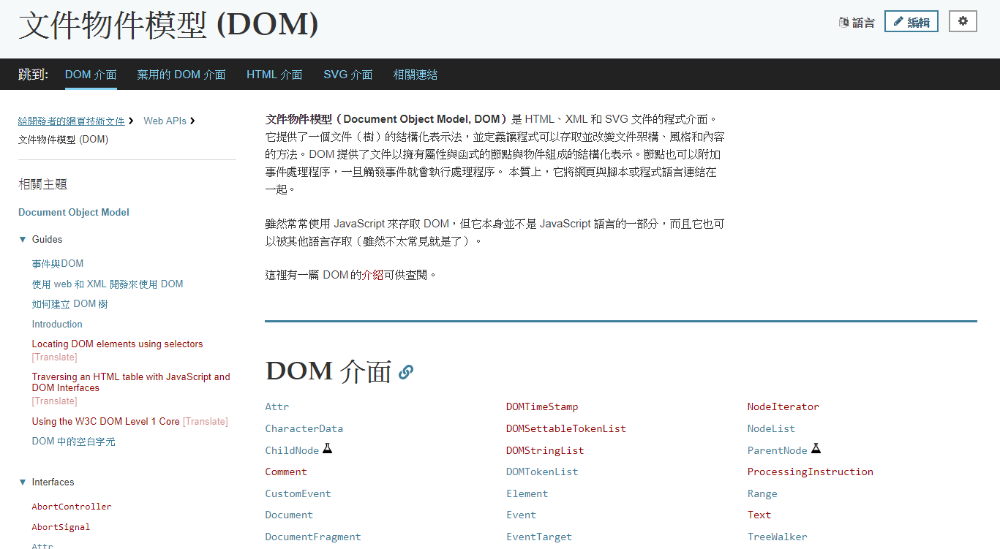 文件物件模型 (DOM)
語言
編輯
跳到:
DOM 介面
棄用的 DOM 介面
HTML 介面
SVG 介面
相關連結
給開發者的網頁技術文件
Web APIs
文件物件模型 (DOM)
相關主題
Document Object Model
Guides
事件與DOM
使用 web 和 XML 開發來使用 DOM
如何建立 DOM 樹
Introduction
Locating DOM elements using selectors
[Translate]
Traversing an HTML table with JavaScript and
DOM Interfaces
[Translate]
Using the W3C DOM Level 1 Core [Translate]
DOM 中的空白字元
Interfaces
AbortController
AbortSignal
Attr
文件物件模型（Document Object Model, DOM）是 HTML、XML 和 SVG 文件的程式介面。
它提供了一個文件（樹）的結構化表示法，並定義讓程式可以存取並改變文件架構、風格和內容
的方法。DOM 提供了文件以擁有屬性與函式的節點與物件組成的結構化表示。節點也可以附加
事件處理程序，一旦觸發事件就會執行處理程序。 本質上，它將網頁與腳本或程式語言連結在
一起。
雖然常常使用 JavaScript 來存取 DOM，但它本身並不是 JavaScript 語言的一部分，而且它也可
以被其他語言存取（雖然不太常見就是了）。
這裡有一篇 DOM 的介紹可供查閱。
DOM 介面
Attr
CharacterData
ChildNode
Comment
CustomEvent
Document
DocumentFragment
DOMTimeStamp
DOMSettableTokenList
DOMStringList
DOMTokenList
Element
Event
EventTarget
NodeIterator
NodeList
ParentNode
ProcessingInstruction
Range
Text
TreeWalker